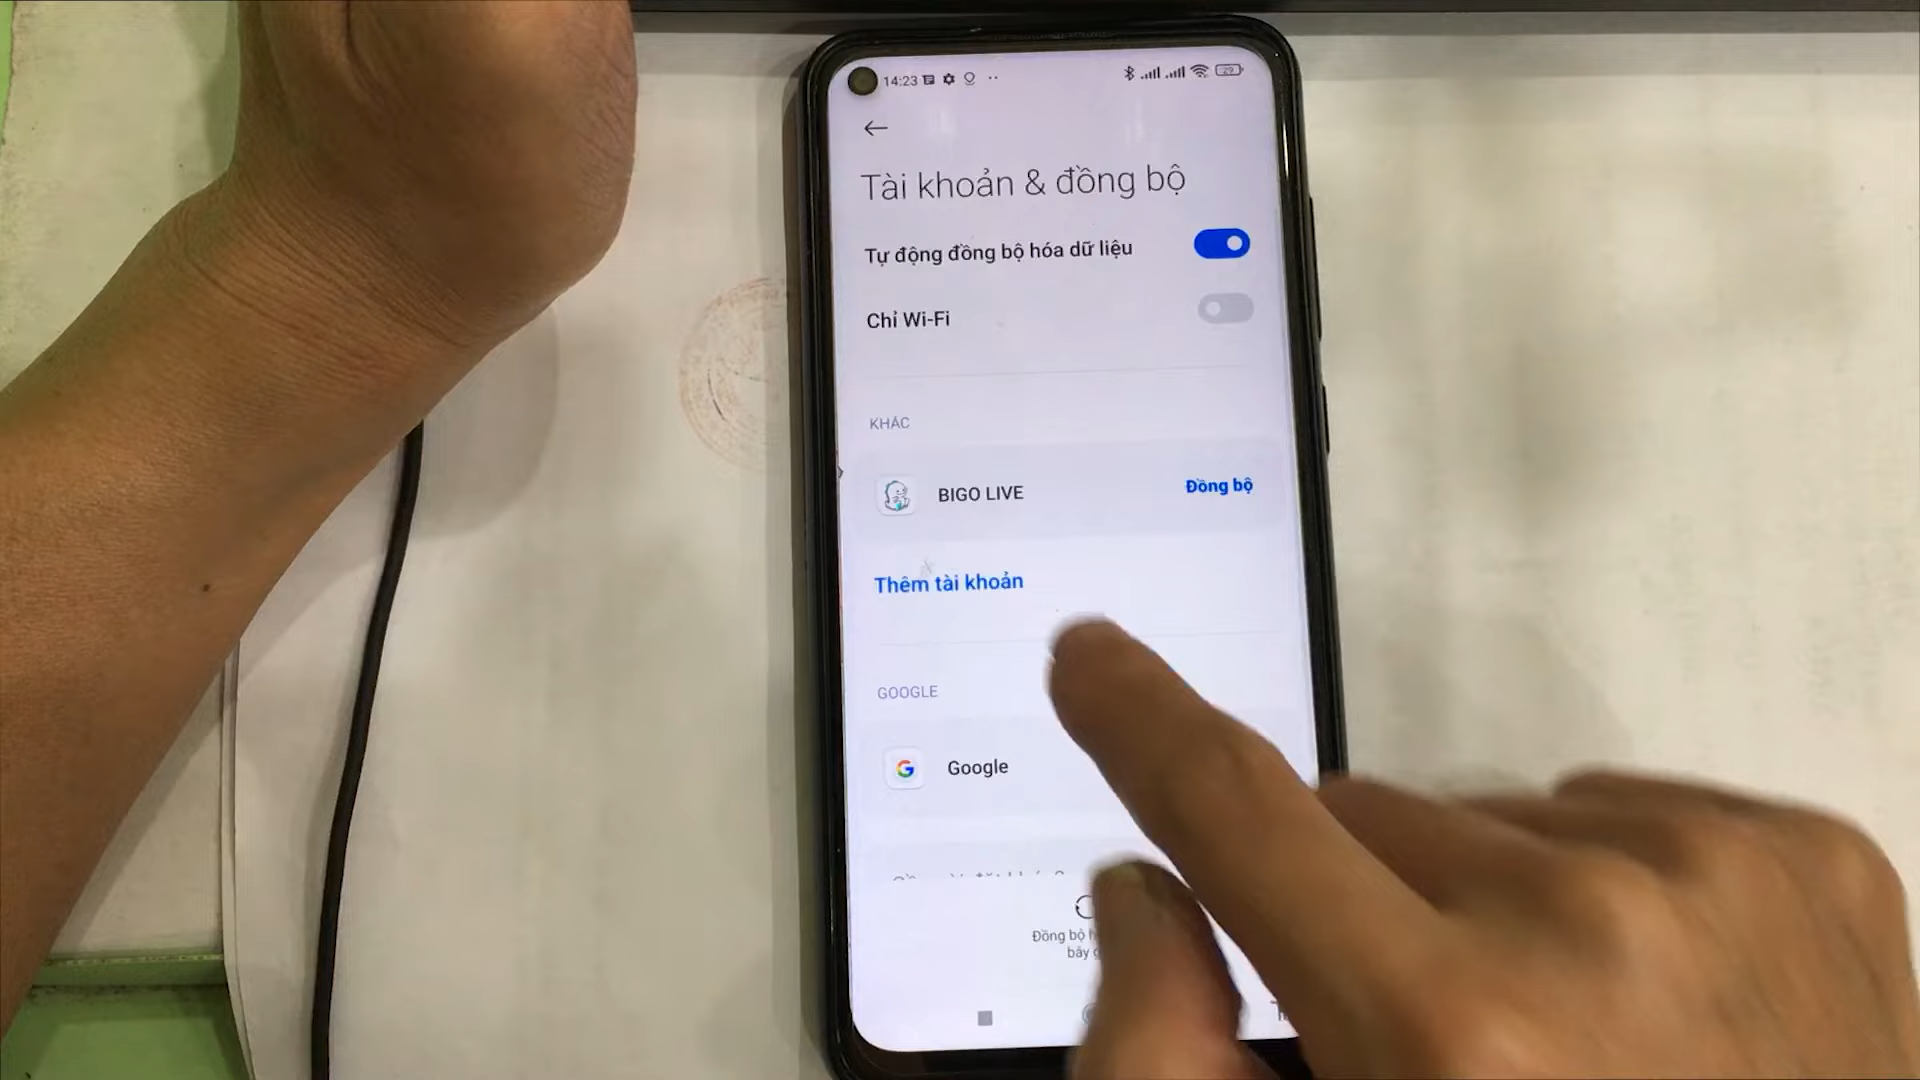 14:23
29
Tài khoản & đồng bộ
Tự động đồng bộ hóa dữ liệu
Chỉ Wi-Fi
KHÁC
BIGO LIVE
Đồng bộ
Thêm tài khoản
GOOGLE
Google
Đồng bộ
bây